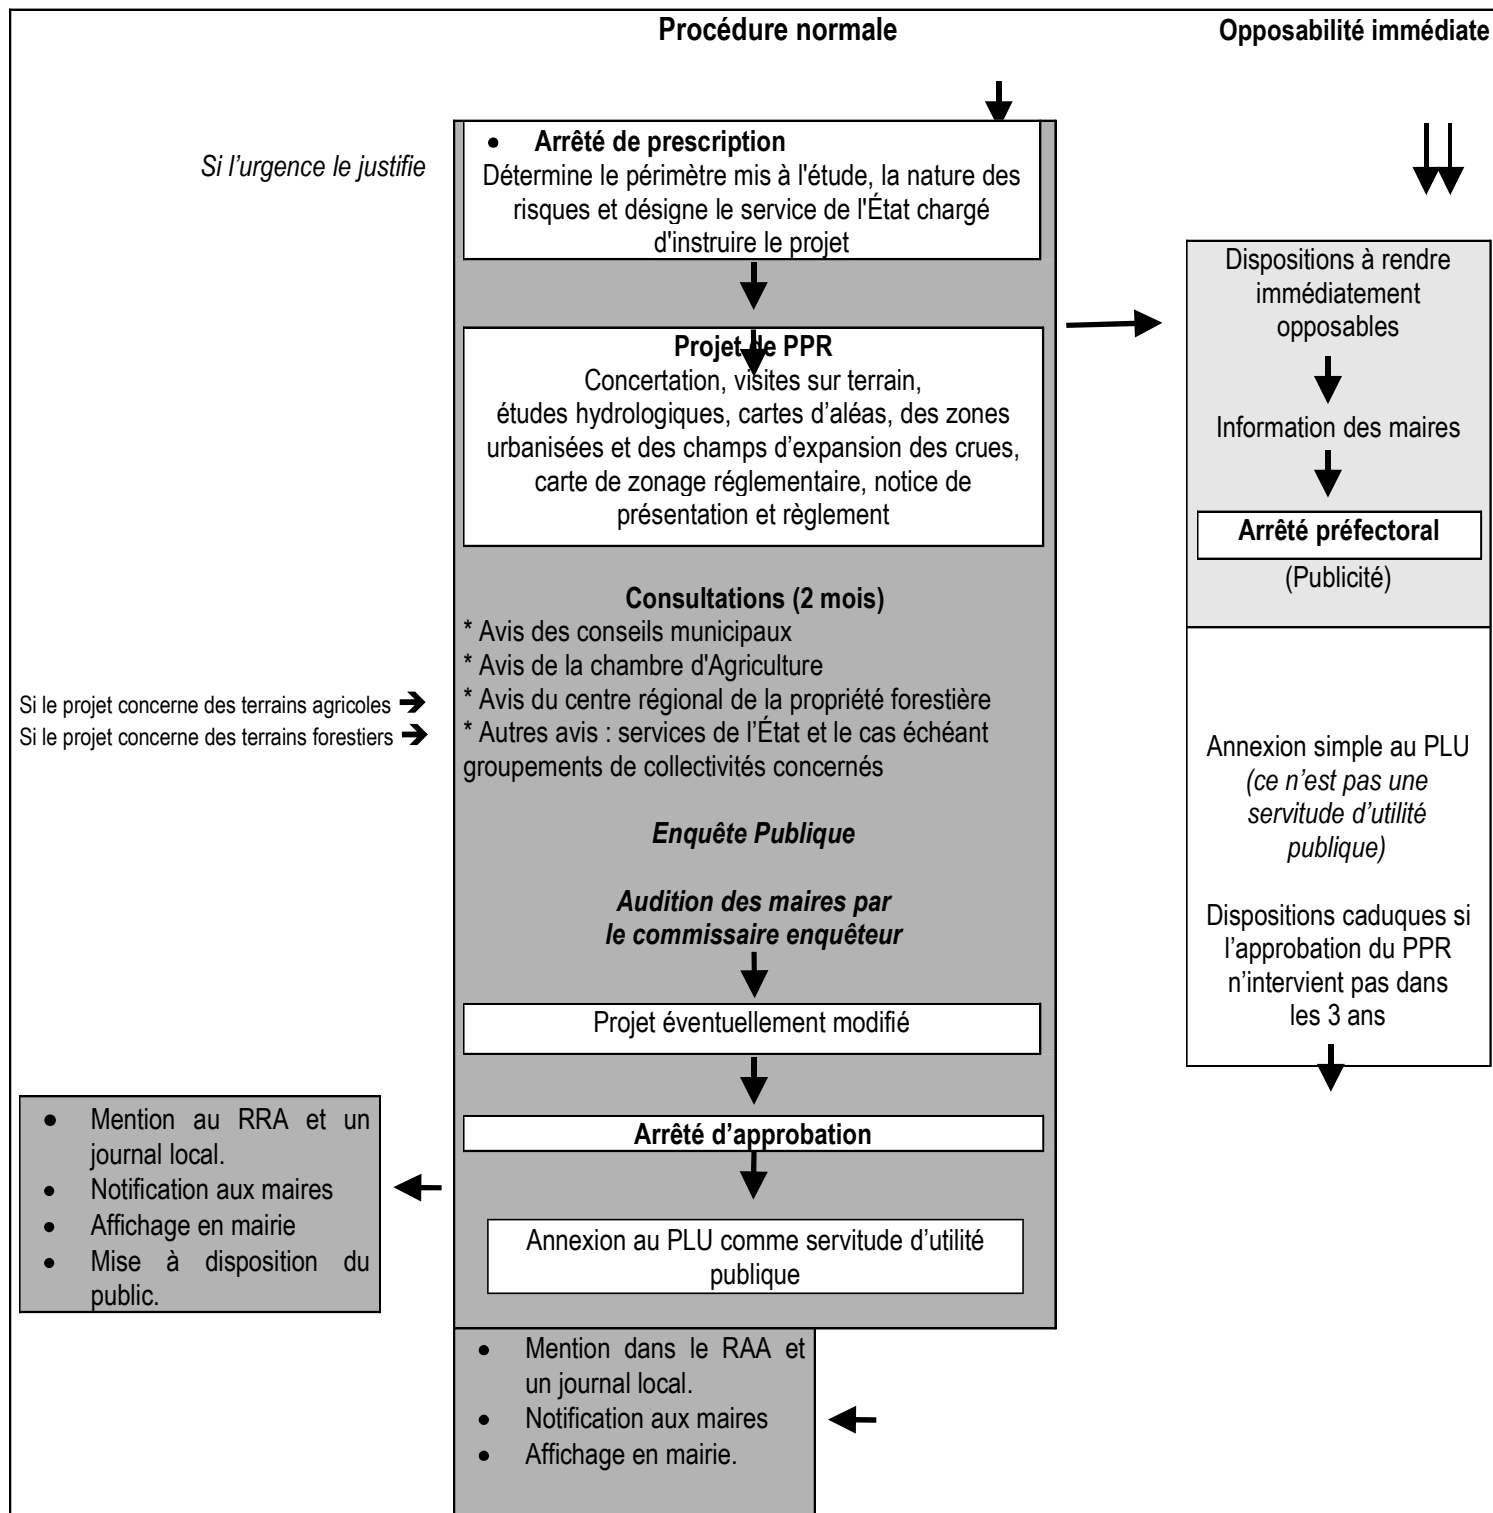 Procédure normale
Opposabilité immédiate
Si l’urgence le justifie
• Arrêté de prescription
Détermine le périmètre mis à l'étude, la nature des
risques et désigne le service de l'État chargé
d'instruire le projet
Projet de PPR
Concertation, visites sur terrain,
études hydrologiques, cartes d’aléas, des zones
urbanisées et des champs d’expansion des crues,
carte de zonage réglementaire, notice de
présentation et règlement
Consultations (2 mois)
* Avis des conseils municipaux
* Avis de la chambre d'Agriculture
* Avis du centre régional de la propriété forestière
* Autres avis : services de l’État et le cas échéant
groupements de collectivités concernés
Si le projet concerne des terrains agricoles ➔
Si le projet concerne des terrains forestiers ➔
Enquête Publique
Audition des maires par
le commissaire enquêteur
Projet éventuellement modifié
Arrêté d’approbation
Annexion au PLU comme servitude d’utilité
publique
• Mention au RRA et un
journal local.
• Notification aux maires
• Affichage en mairie
• Mise à disposition du
public.
• Mention dans le RAA et
un journal local.
• Notification aux maires
• Affichage en mairie.
Dispositions à rendre
immédiatement
opposables
Information des maires
Arrêté préfectoral
(Publicité)
Annexion simple au PLU
(ce n’est pas une
servitude d’utilité
publique)
Dispositions caduques si
l’approbation du PPR
n’intervient pas dans
les 3 ans